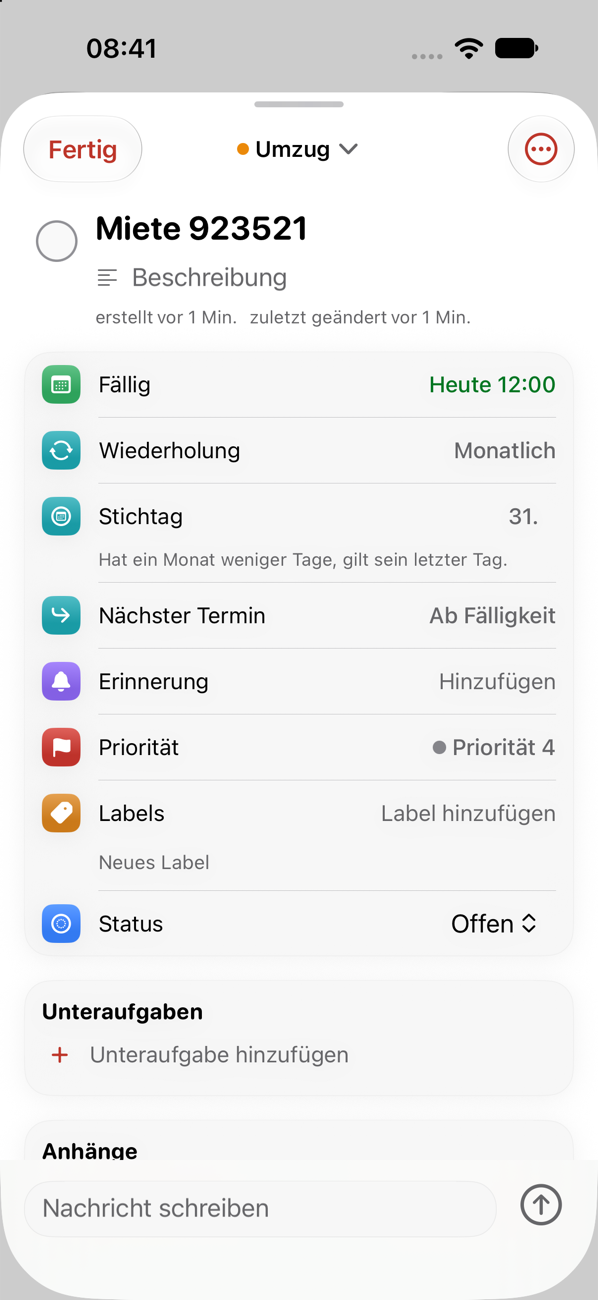 08:41
Fertig
Umzug
Miete 923521
Beschreibung
erstellt vor 1 Min. zuletzt geändert vor 1 Min.
Fällig Heute 12:00
Wiederholung Monatlich
Stichtag 31.
Hat ein Monat weniger Tage, gilt sein letzter Tag.
Nächster Termin Ab Fälligkeit
Erinnerung Hinzufügen
Priorität Priorität 4
Labels Label hinzufügen
Neues Label
Status Offen
Unteraufgaben
+ Unteraufgabe hinzufügen
Anhänge
Nachricht schreiben